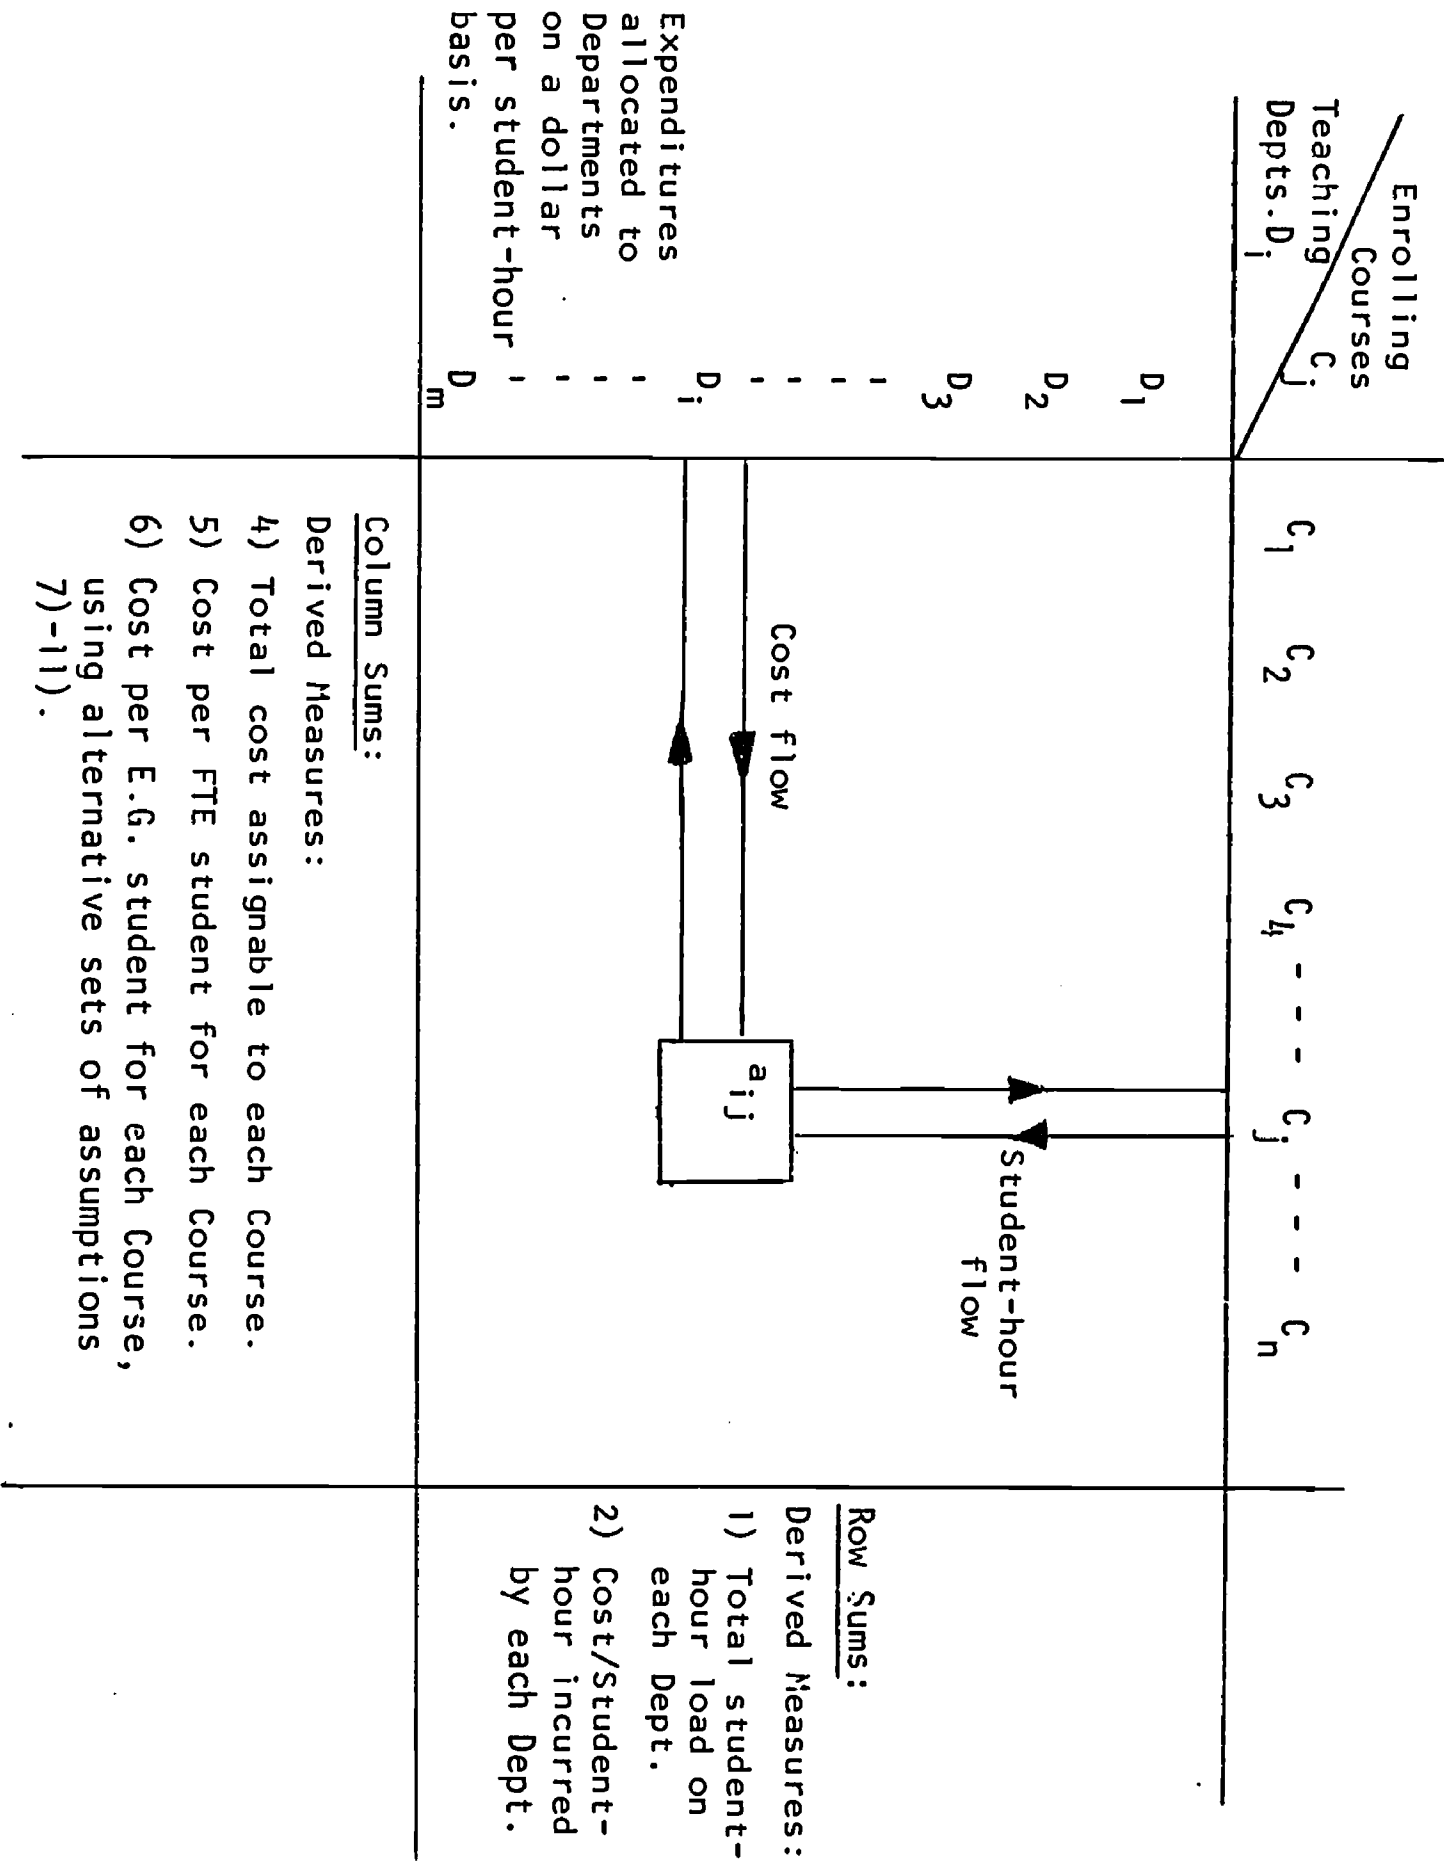 Enrolling
Courses
C j
Teaching
Depts. D i
C 1 C 2 C 3 C 4 - - - C j - - - C n
D 1
D 2
D 3
-
-
-
-
D i
-
-
-
-
D m
Expenditures
allocated to
Departments
on a dollar
per student-hour
basis.
Cost flow
Student-hour
flow
a ij
Row Sums:
Derived Measures:
1) Total student-
hour load on
each Dept.
2) Cost/Student-
hour incurred
by each Dept.
Column Sums:
Derived Measures:
4) Total cost assignable to each Course.
5) Cost per FTE student for each Course.
6) Cost per E.G. student for each Course,
using alternative sets of assumptions
7)-11).